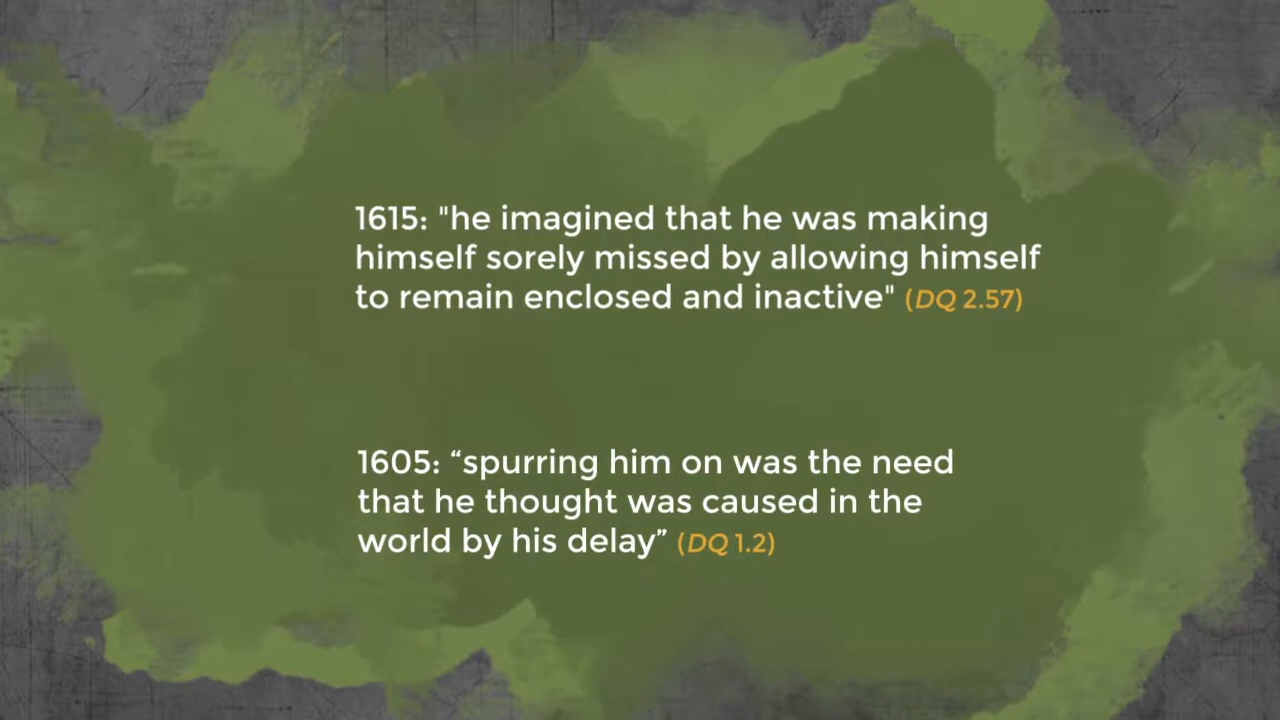 1615: "he imagined that he was making
himself sorely missed by allowing himself
to remain enclosed and inactive" (DQ 2.57)
1605: “spurring him on was the need
that he thought was caused in the
world by his delay” (DQ 1.2)